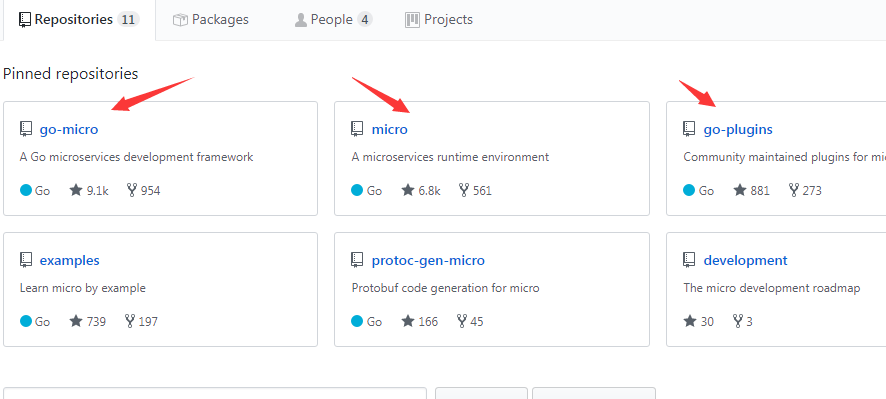 Repositories 11 Packages People 4 Projects
Pinned repositories
go-micro
A Go microservices development framework
Go 9.1k 954
micro
A microservices runtime environment
Go 6.8k 561
go-plugins
Community maintained plugins for
Go 881 273
examples
Learn micro by example
Go 739 197
protoc-gen-micro
Protobuf code generation for micro
Go 166 45
development
The micro development roadmap
30 3